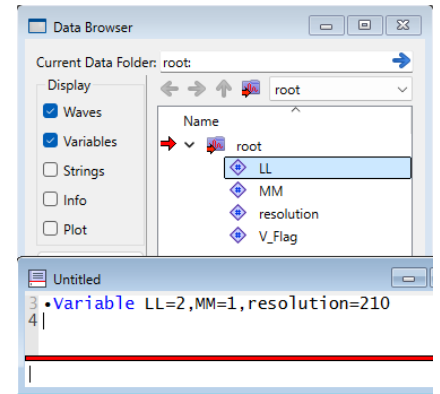 Data Browser
Current Data Folder: root:
Display
root
Waves
Name
Variables
root
Strings
LL
Info
MM
Plot
resolution
V_Flag
Untitled
3 •Variable LL=2,MM=1,resolution=210
4